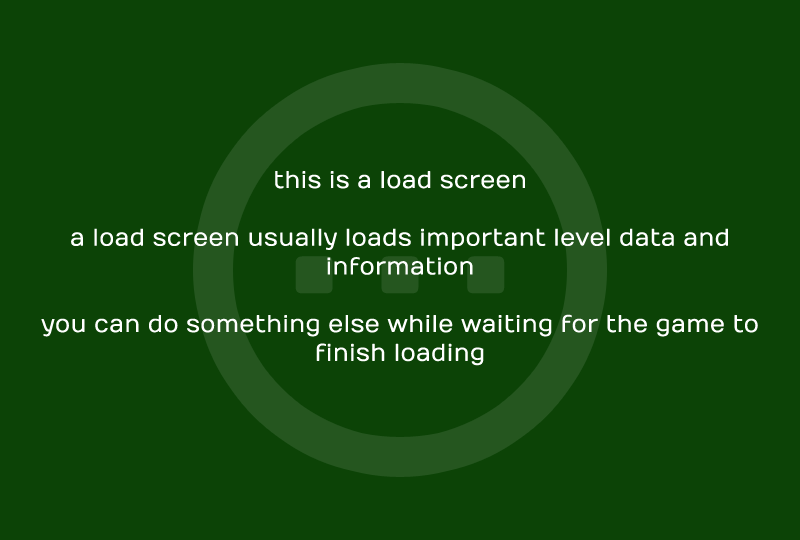 this is a load screen
a load screen usually loads important level data and
information
you can do something else while waiting for the game to
finish loading